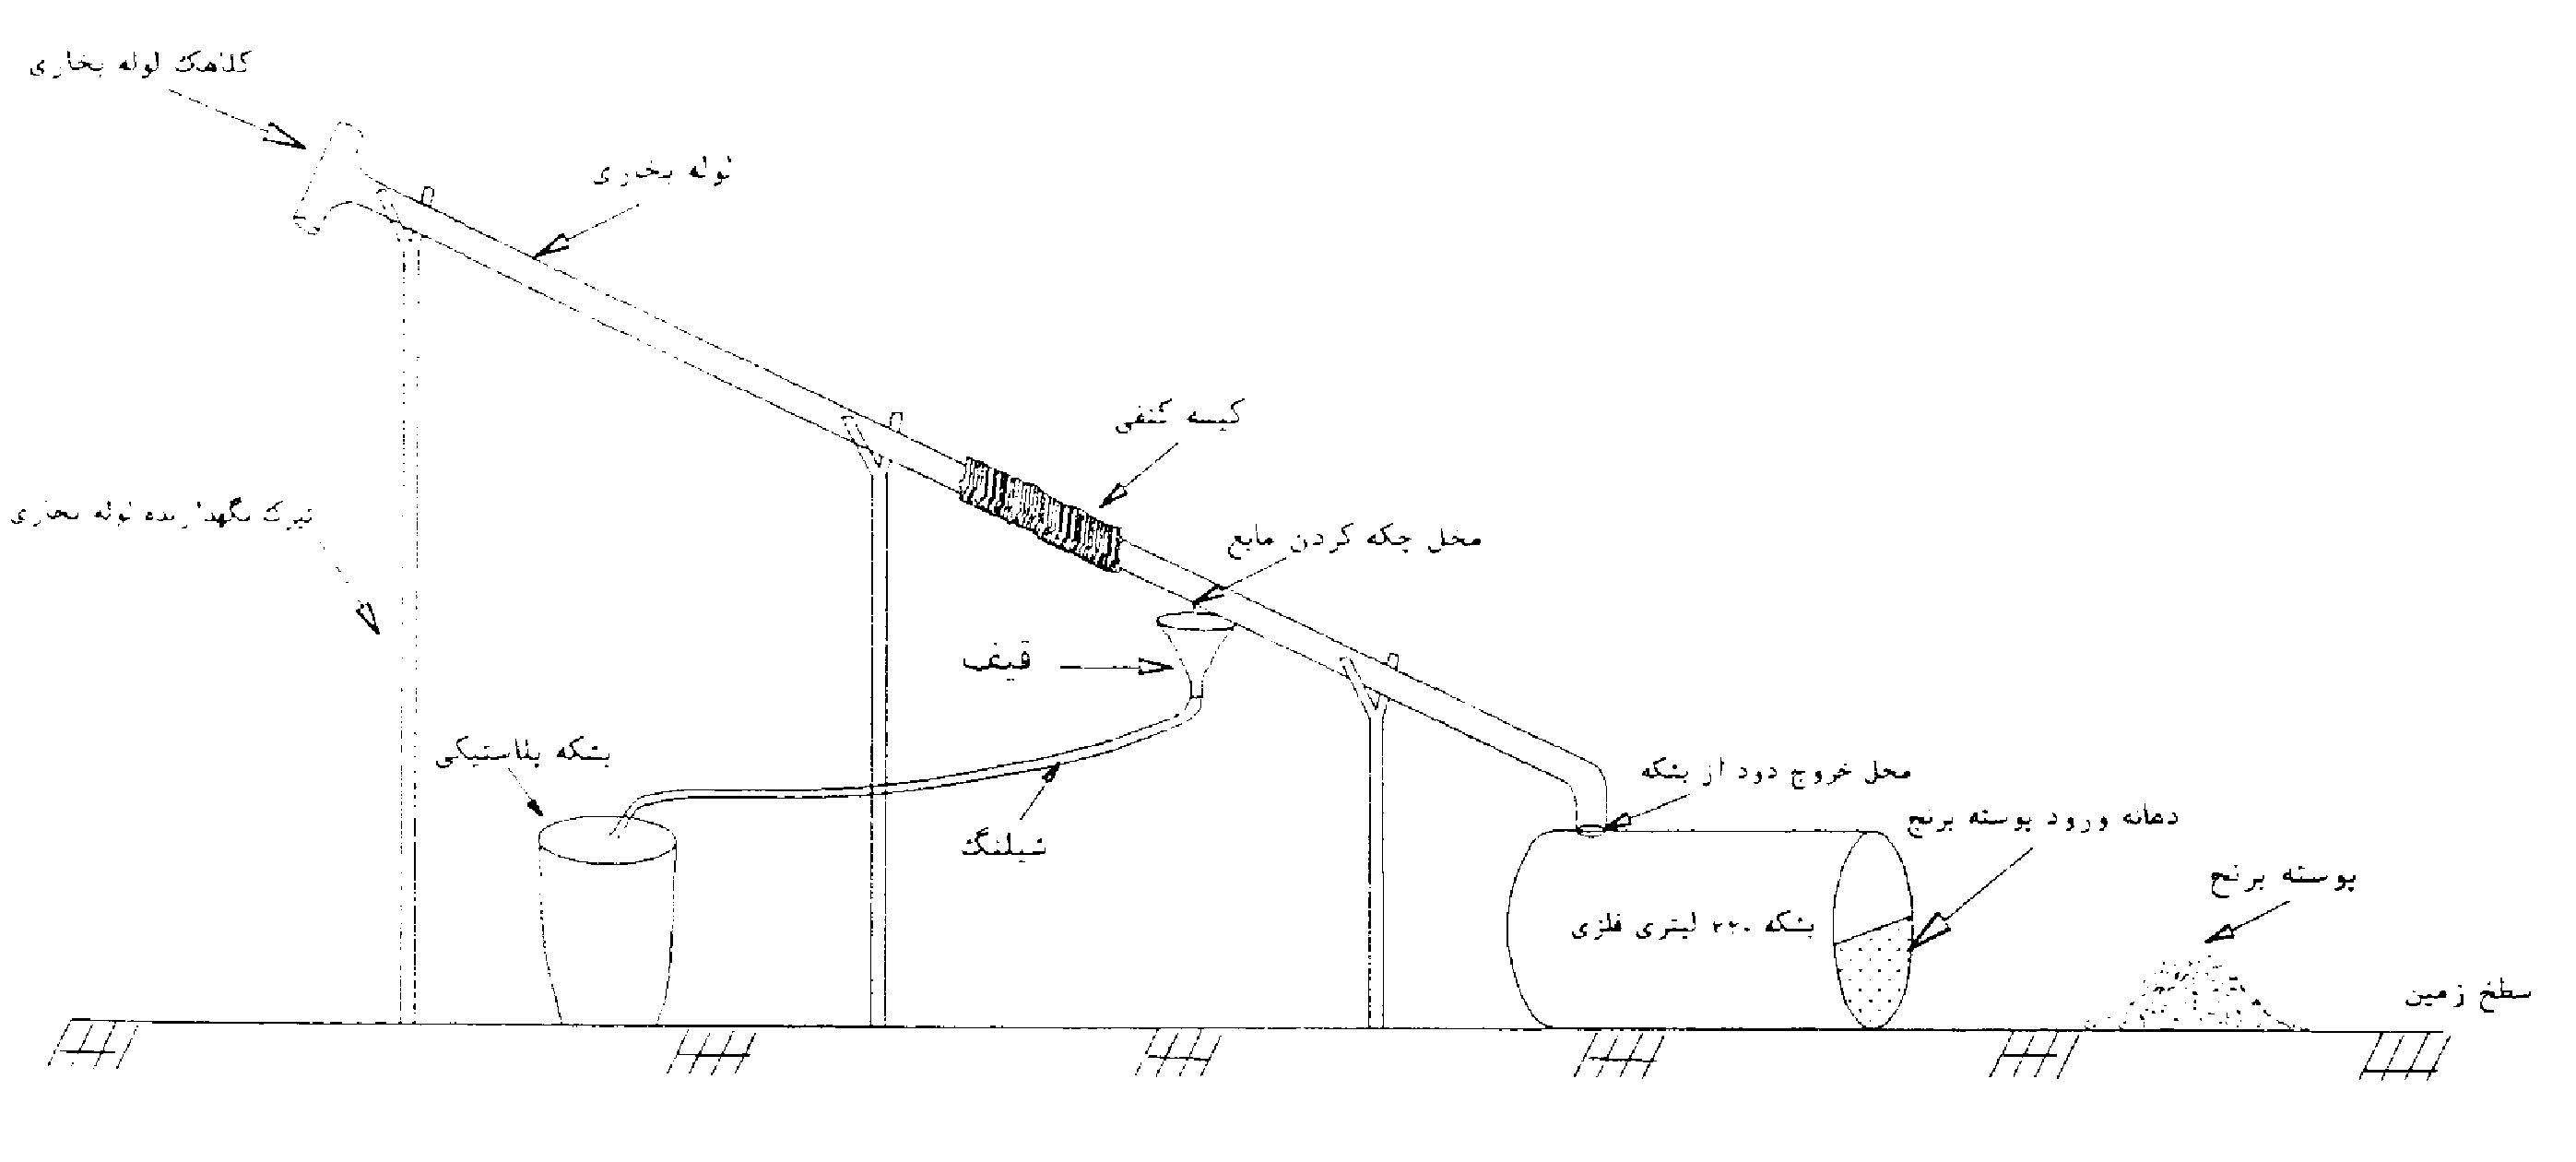 کلاهک لوله بخاری
لوله بخاری
کیسه کنفی
تیرک نگهدارنده لوله بخاری
محل چکه کردن مایع
قیف
بشکه پلاستیکی
شیلنگ
محل خروج دود از بشکه
دهانه ورود پوسته برنج
پوسته برنج
بشکه ۲۲۰ لیتری فلزی
سطح زمین